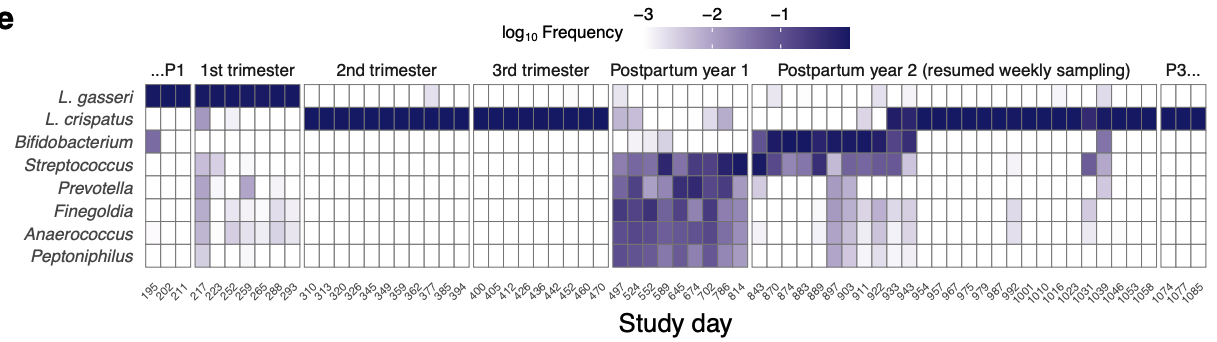 e
−3 −2 −1
log10 Frequency
...P1 1st trimester 2nd trimester 3rd trimester Postpartum year 1 Postpartum year 2 (resumed weekly sampling) P3...
L. gasseri
L. crispatus
Bifidobacterium
Streptococcus
Prevotella
Finegoldia
Anaerococcus
Peptoniphilus
195 202 211 217 223 252 259 265 288 293 310 313 320 326 345 349 359 362 377 385 394 400 405 412 426 436 442 452 460 470 497 524 552 589 645 674 702 786 814 843 870 874 883 889 897 903 911 922 933 943 954 957 967 975 979 987 992 1001 1010 1016 1023 1031 1039 1046 1053 1058 1074 1077 1085
Study day